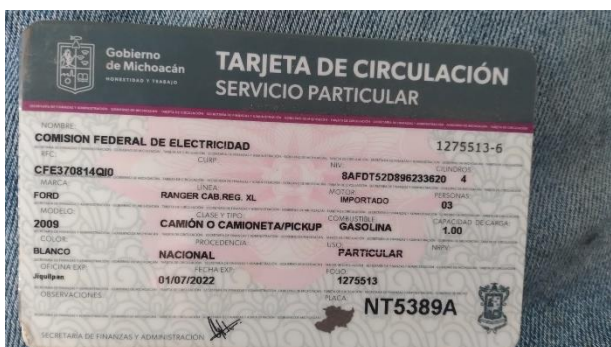 Gobierno
de Michoacán
HONESTIDAD Y TRABAJO
TARJETA DE CIRCULACIÓN
SERVICIO PARTICULAR
NOMBRE:
COMISION FEDERAL DE ELECTRICIDAD
1275513-6
RFC: CURP: NIV: CILINDROS
CFE370814QI0 8AFDT52D896233620 4
MARCA LÍNEA: MOTOR: PERSONAS
FORD RANGER CAB.REG. XL IMPORTADO 03
MODELO: CLASE Y TIPO: COMBUSTIBLE: CAPACIDAD DE CARGA
2009 CAMIÓN O CAMIONETA/PICKUP GASOLINA 1.00
COLOR: PROCEDENCIA: USO: NRPV:
BLANCO NACIONAL PARTICULAR
OFICINA EXP: FECHA EXP: FOLIO:
Jiquilpan 01/07/2022 1275513
OBSERVACIONES: PLACA
NT5389A
SECRETARÍA DE FINANZAS Y ADMINISTRACIÓN